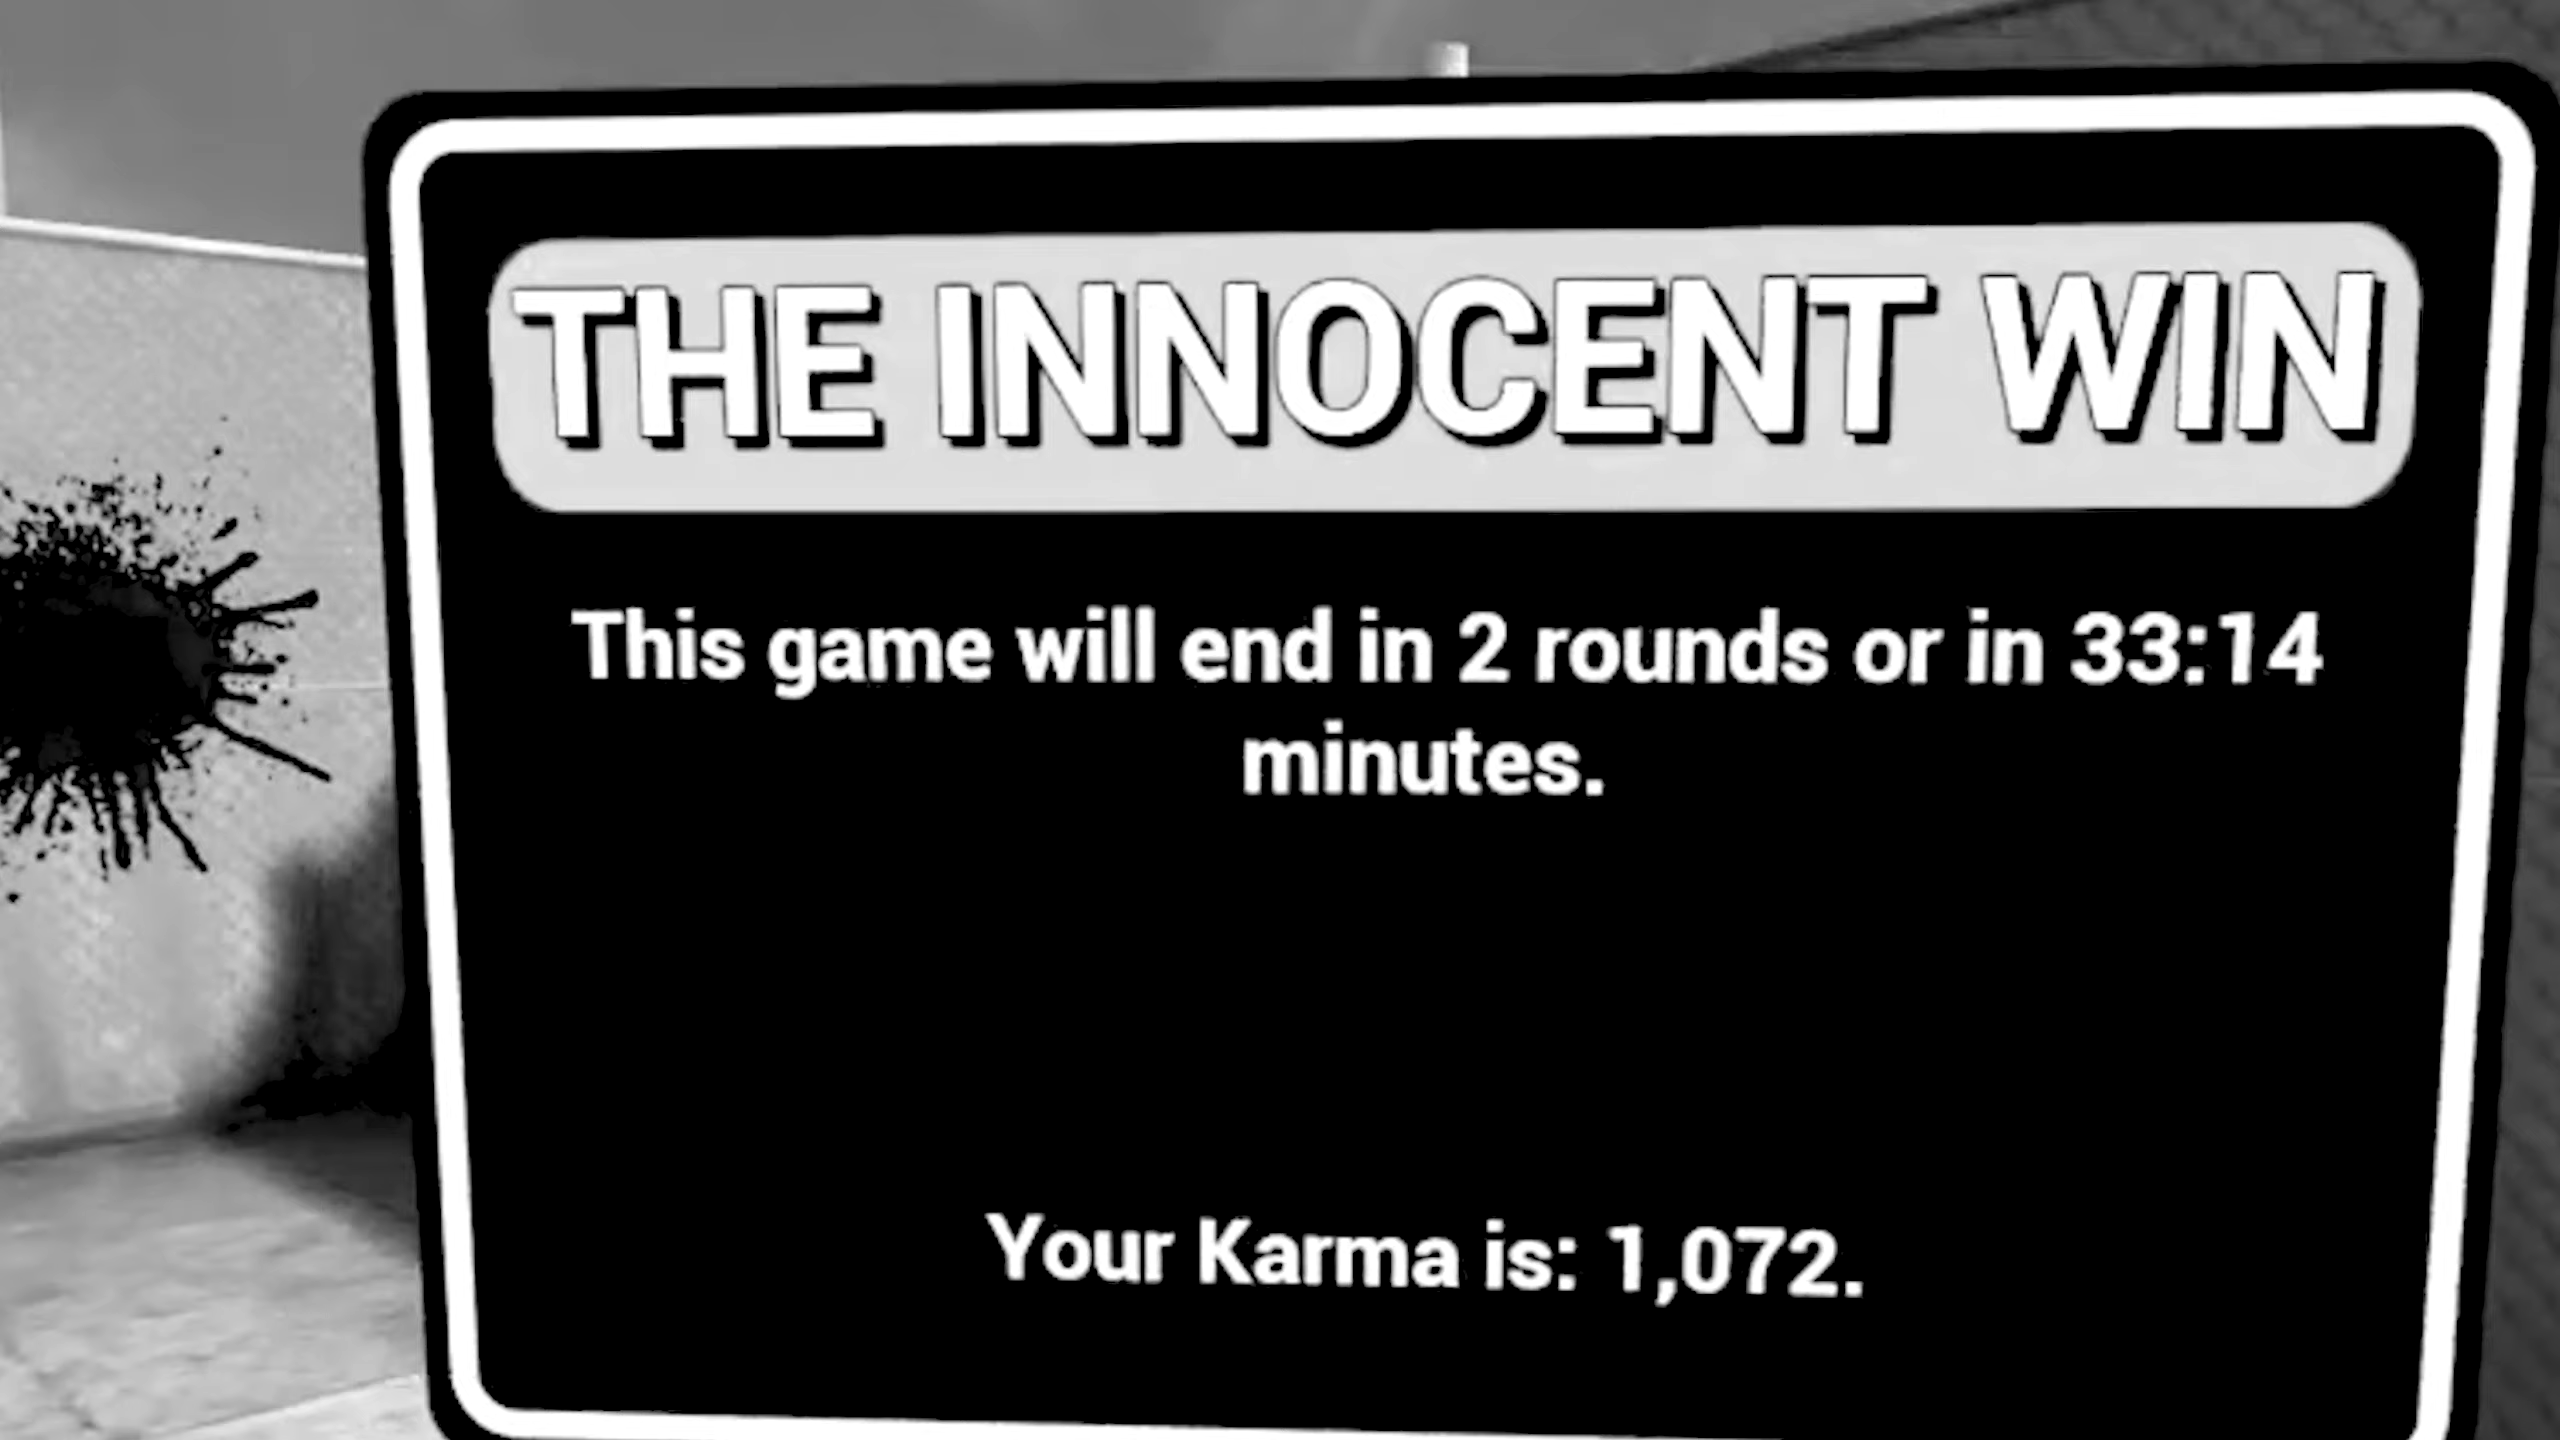 THE INNOCENT WIN
This game will end in 2 rounds or in 33:14
minutes.
Your Karma is: 1,072.